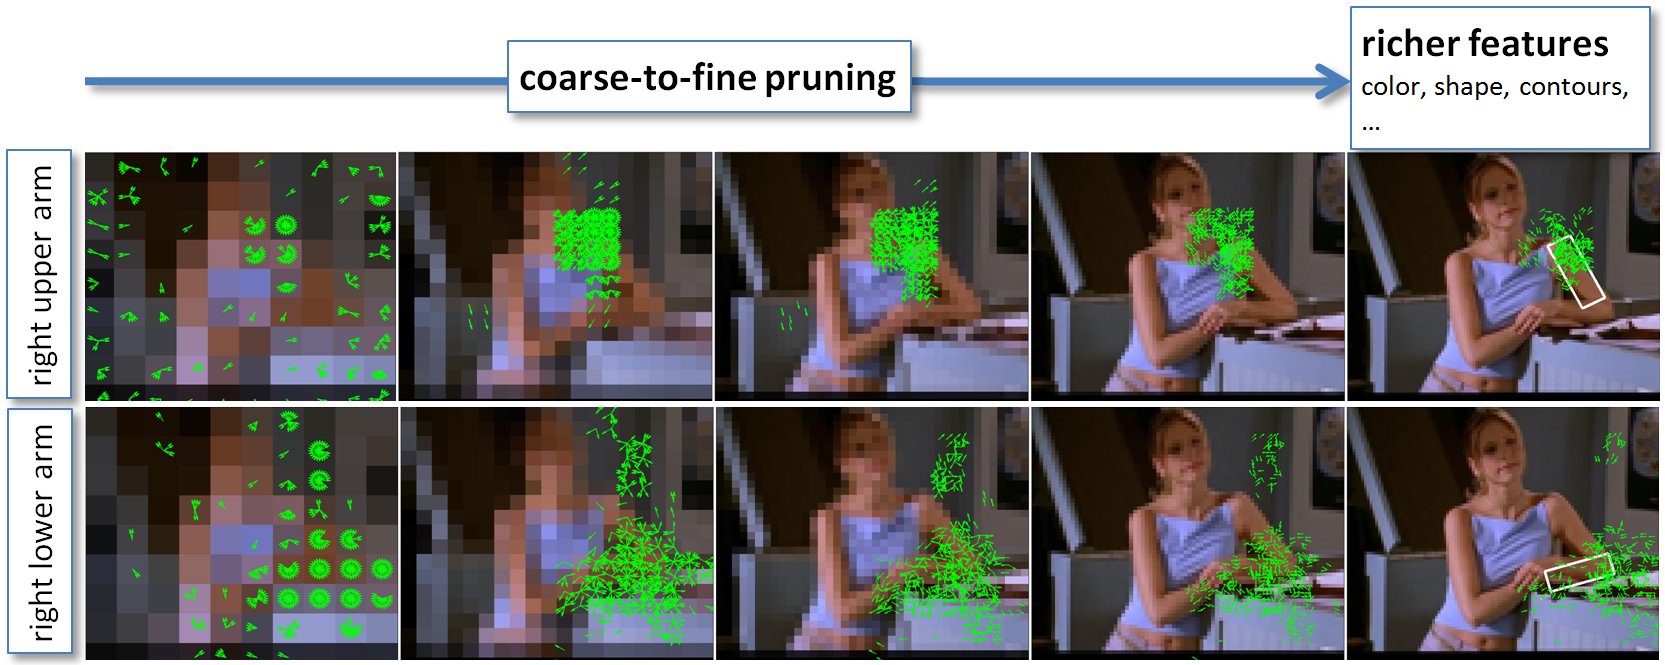 coarse-to-fine pruning
richer features
color, shape, contours,
...
right upper arm
right lower arm